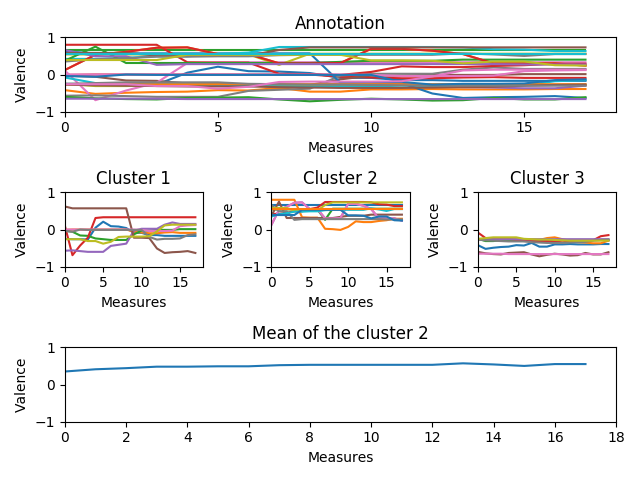 Annotation
Valence
1
0
−1
0 5 10 15
Measures
Cluster 1
Valence
1
0
−1
0 5 10 15
Measures
Cluster 2
Valence
1
0
−1
0 5 10 15
Measures
Cluster 3
Valence
1
0
−1
0 5 10 15
Measures
Mean of the cluster 2
Valence
1
0
−1
0 2 4 6 8 10 12 14 16 18
Measures